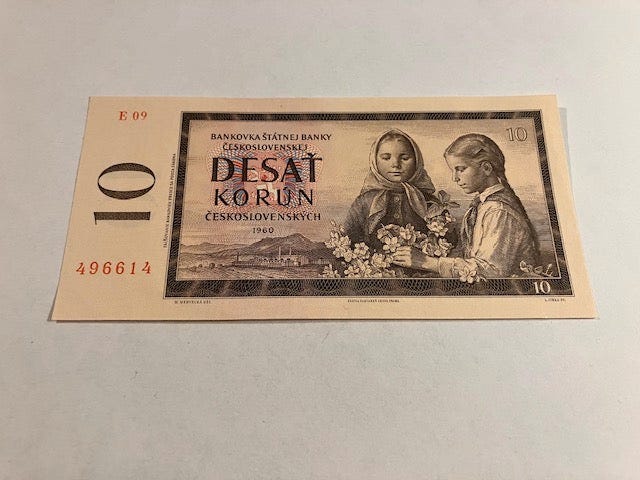 E 09
10
496614
BANKOVKA ŠTÁTNEJ BANKY
ČESKOSLOVENSKEJ
DESAŤ
KORÚN
ČESKOSLOVENSKÝCH
1960
10
10